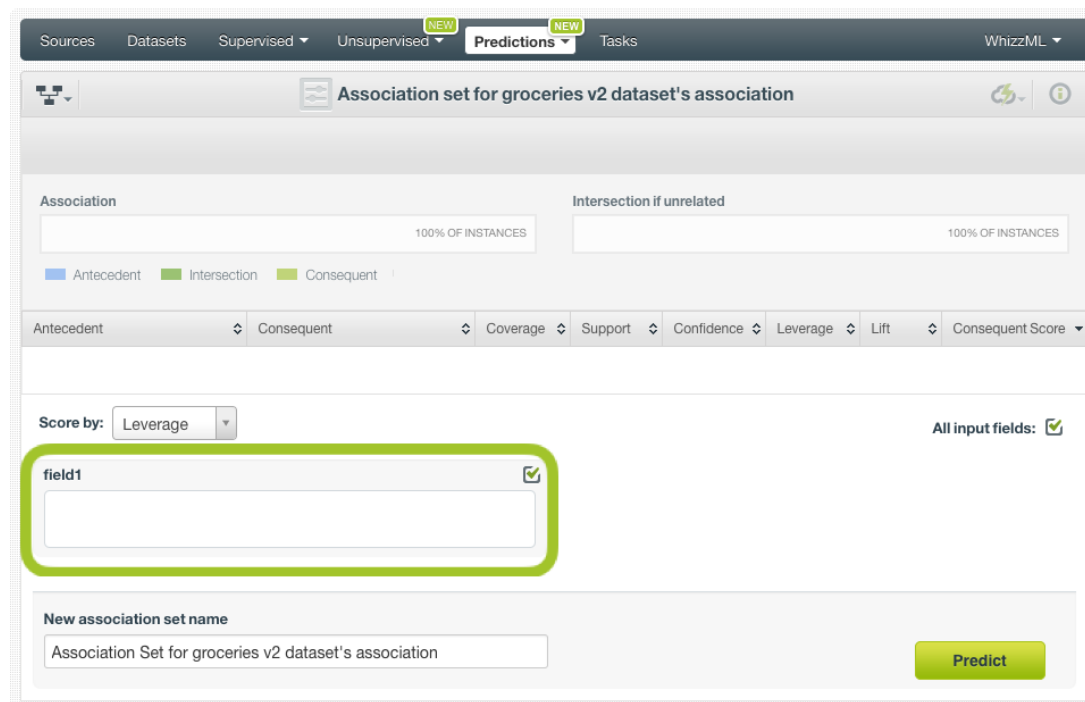 NEW NEW
Sources Datasets Supervised Unsupervised Predictions Tasks WhizzML
Association set for groceries v2 dataset's association
Association Intersection if unrelated
100% OF INSTANCES 100% OF INSTANCES
Antecedent Intersection Consequent
Antecedent Consequent Coverage Support Confidence Leverage Lift Consequent Score
Score by: Leverage All input fields:
field1
New association set name
Association Set for groceries v2 dataset's association
Predict